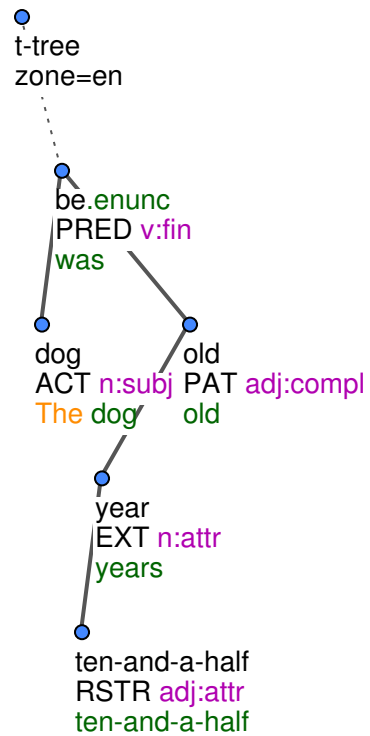 t-tree
zone=en
be.enunc
PRED v:fin
was
dog
ACT n:subj
The dog
old
PAT adj:compl
old
year
EXT n:attr
years
ten-and-a-half
RSTR adj:attr
ten-and-a-half